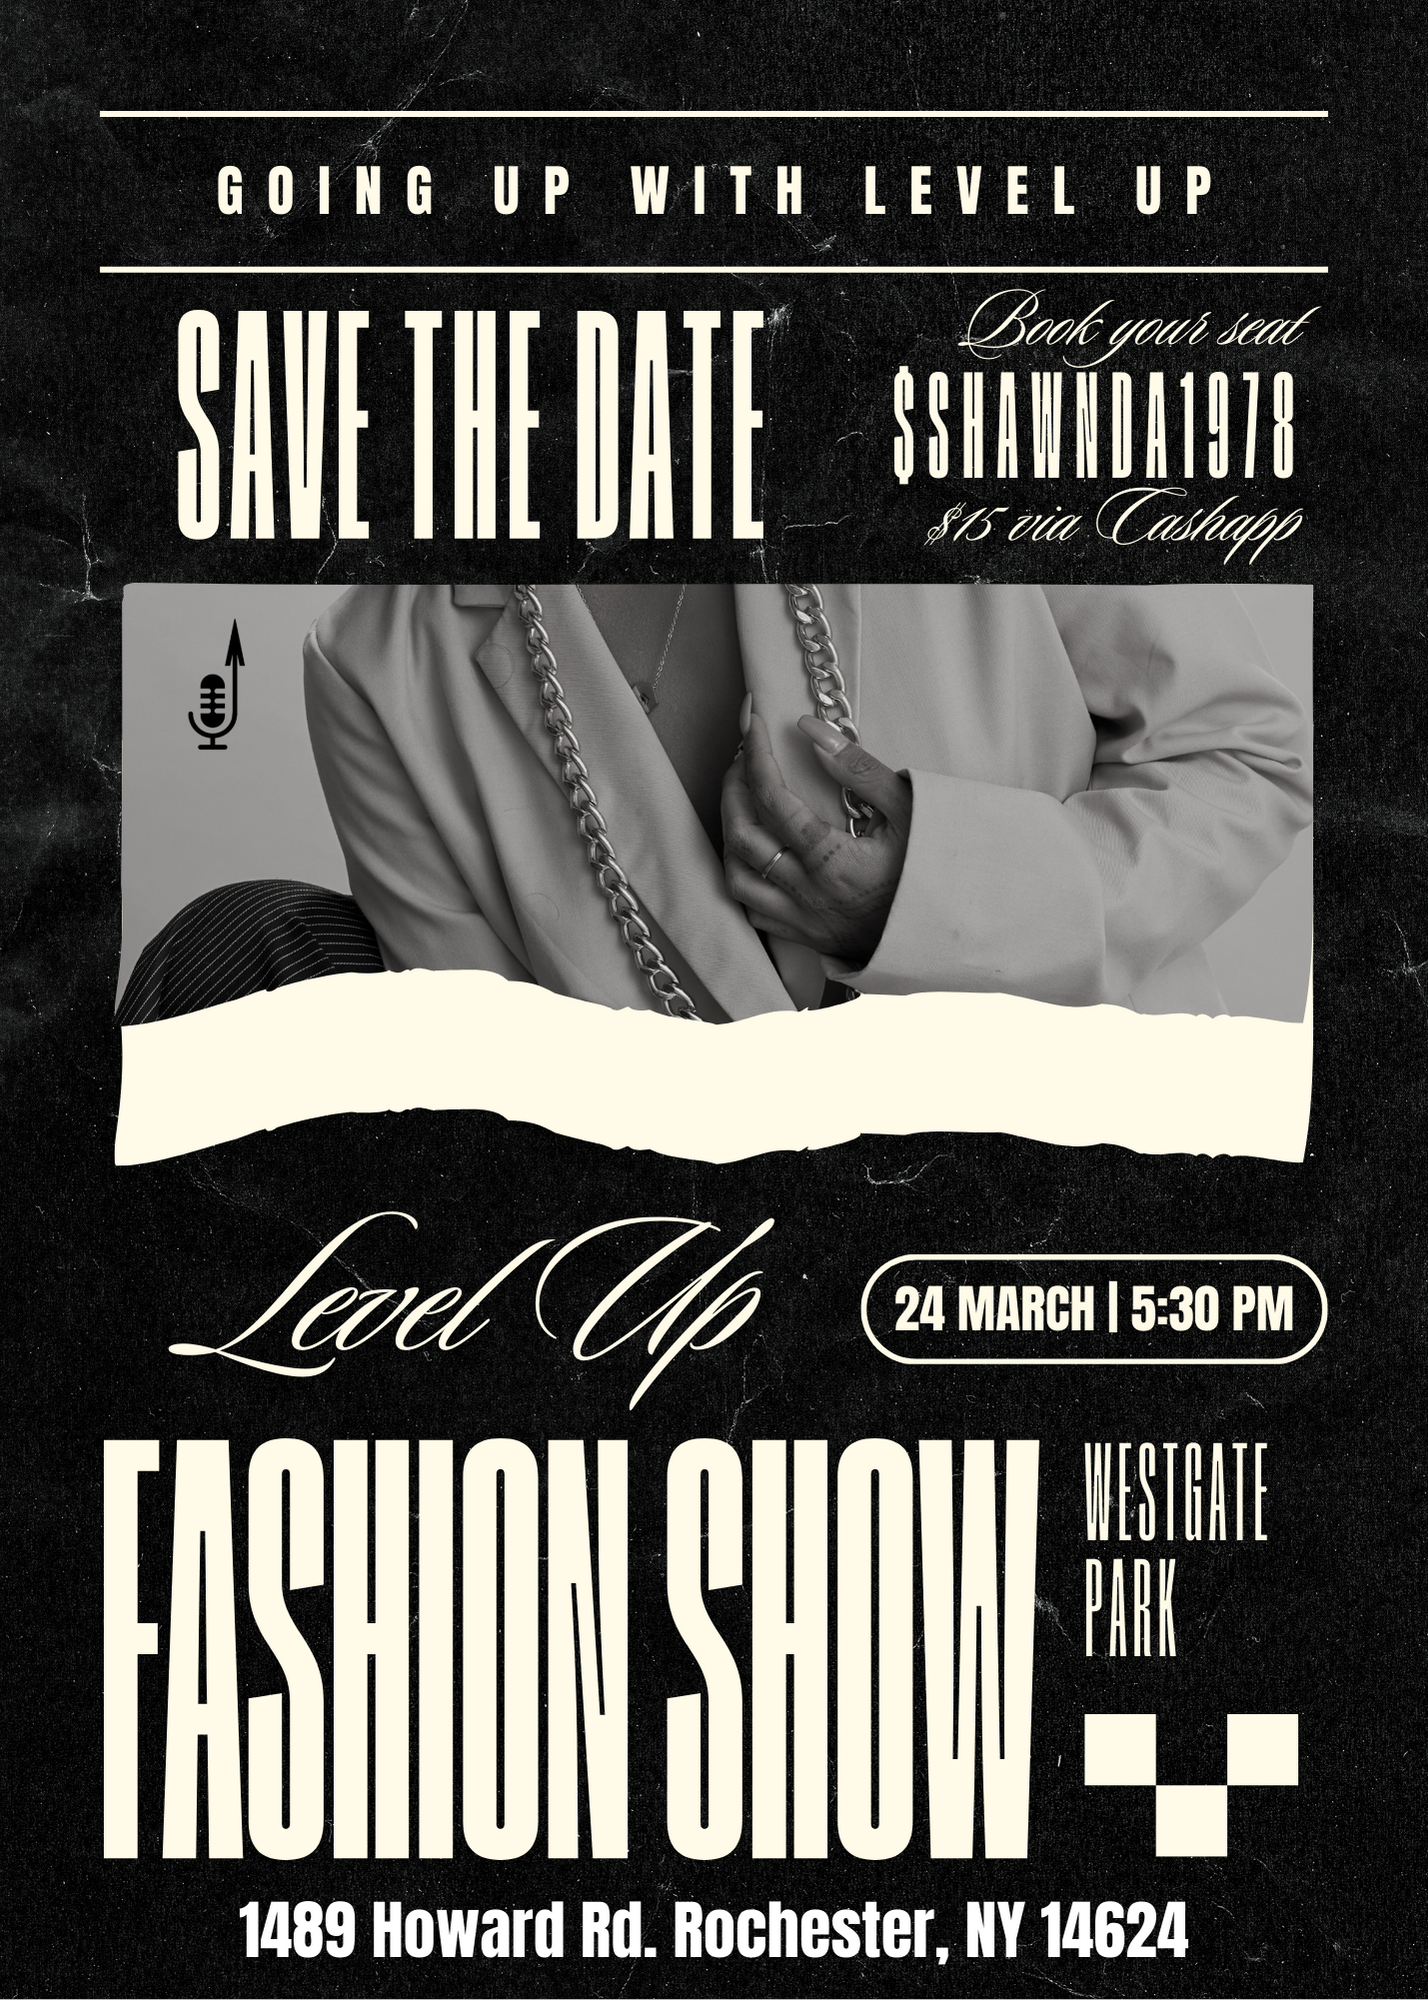 GOING UP WITH LEVEL UP
SAVE THE DATE
Book your seat
$SHAWNDA1978
$15 via Cashapp
Level Up
24 MARCH | 5:30 PM
FASHION SHOW
WESTGATE
PARK
1489 Howard Rd. Rochester, NY 14624